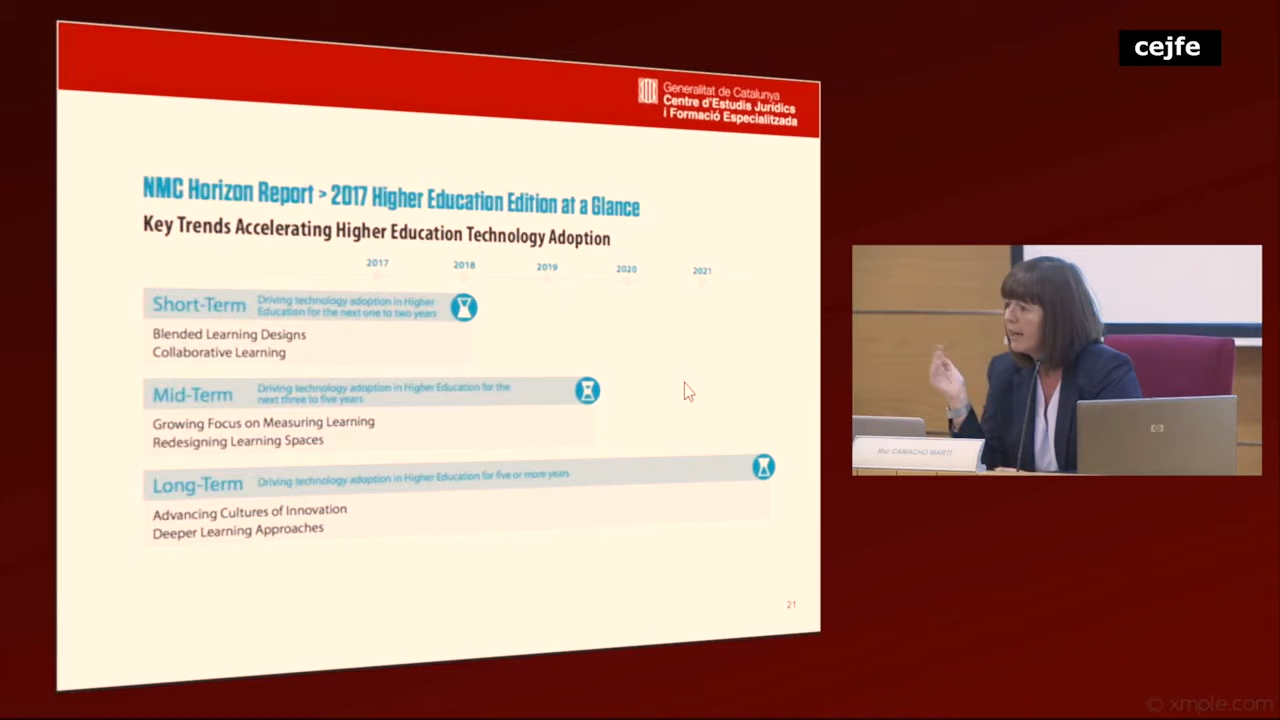 cejfe
Generalitat de Catalunya
Centre d'Estudis Jurídics
i Formació Especialitzada
NMC Horizon Report > 2017 Higher Education Edition at a Glance
Key Trends Accelerating Higher Education Technology Adoption
2017 2018 2019 2020 2021
Short-Term
Driving technology adoption in Higher
Education for the next one to two years
Blended Learning Designs
Collaborative Learning
Mid-Term
Driving technology adoption in Higher Education for the
next three to five years
Growing Focus on Measuring Learning
Redesigning Learning Spaces
Long-Term
Driving technology adoption in Higher Education for five or more years
Advancing Cultures of Innovation
Deeper Learning Approaches
21
Mar CAMACHO MARTÍ
hp
© xmple.com